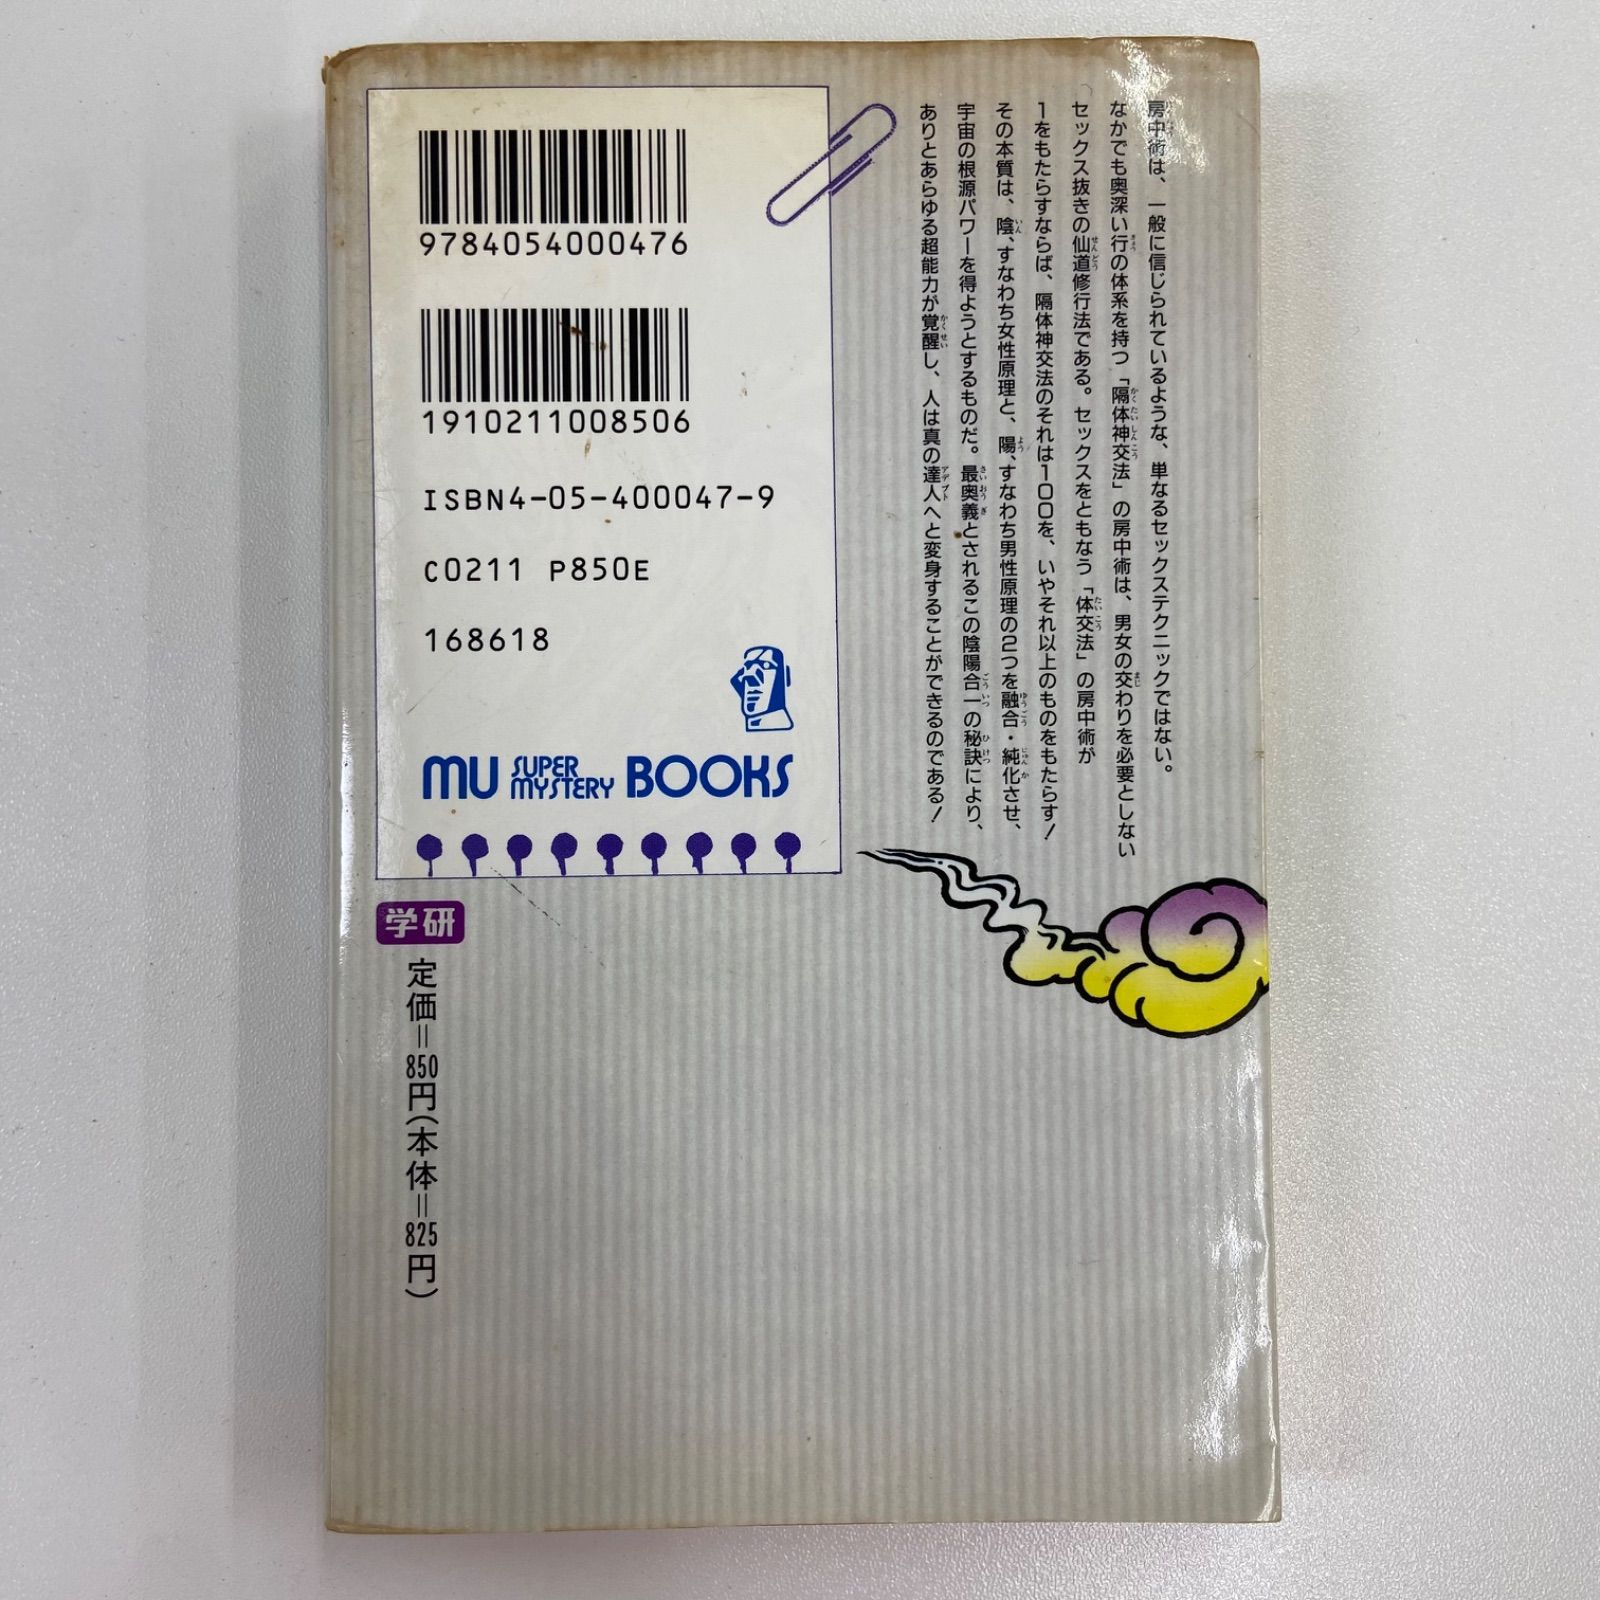 房中術は、一般に信じられているような、単なるセックステクニックではない。
なかでも奥深い行の体系を持つ「隔体神交法」の房中術は、男女の交わりを必要としない
セックス抜きの仙道修行法である。セックスをともなう「体交法」の房中術が
1をもたらすならば、隔体神交法のそれは100を、いやそれ以上のものをもたらす!
その本質は、陰、すなわち女性原理と、陽、すなわち男性原理の2つを融合・純化させ、
宇宙の根源パワーを得ようとするものだ。最奥義とされるこの陰陽合一の秘訣により、
ありとあらゆる超能力が覚醒し、人は真の達人へと変身することができるのである!
9784054000476
1910211008506
ISBN4-05-400047-9
C0211 P850E
168618
MU SUPER MYSTERY BOOKS
学研
定価=850円(本体=825円)